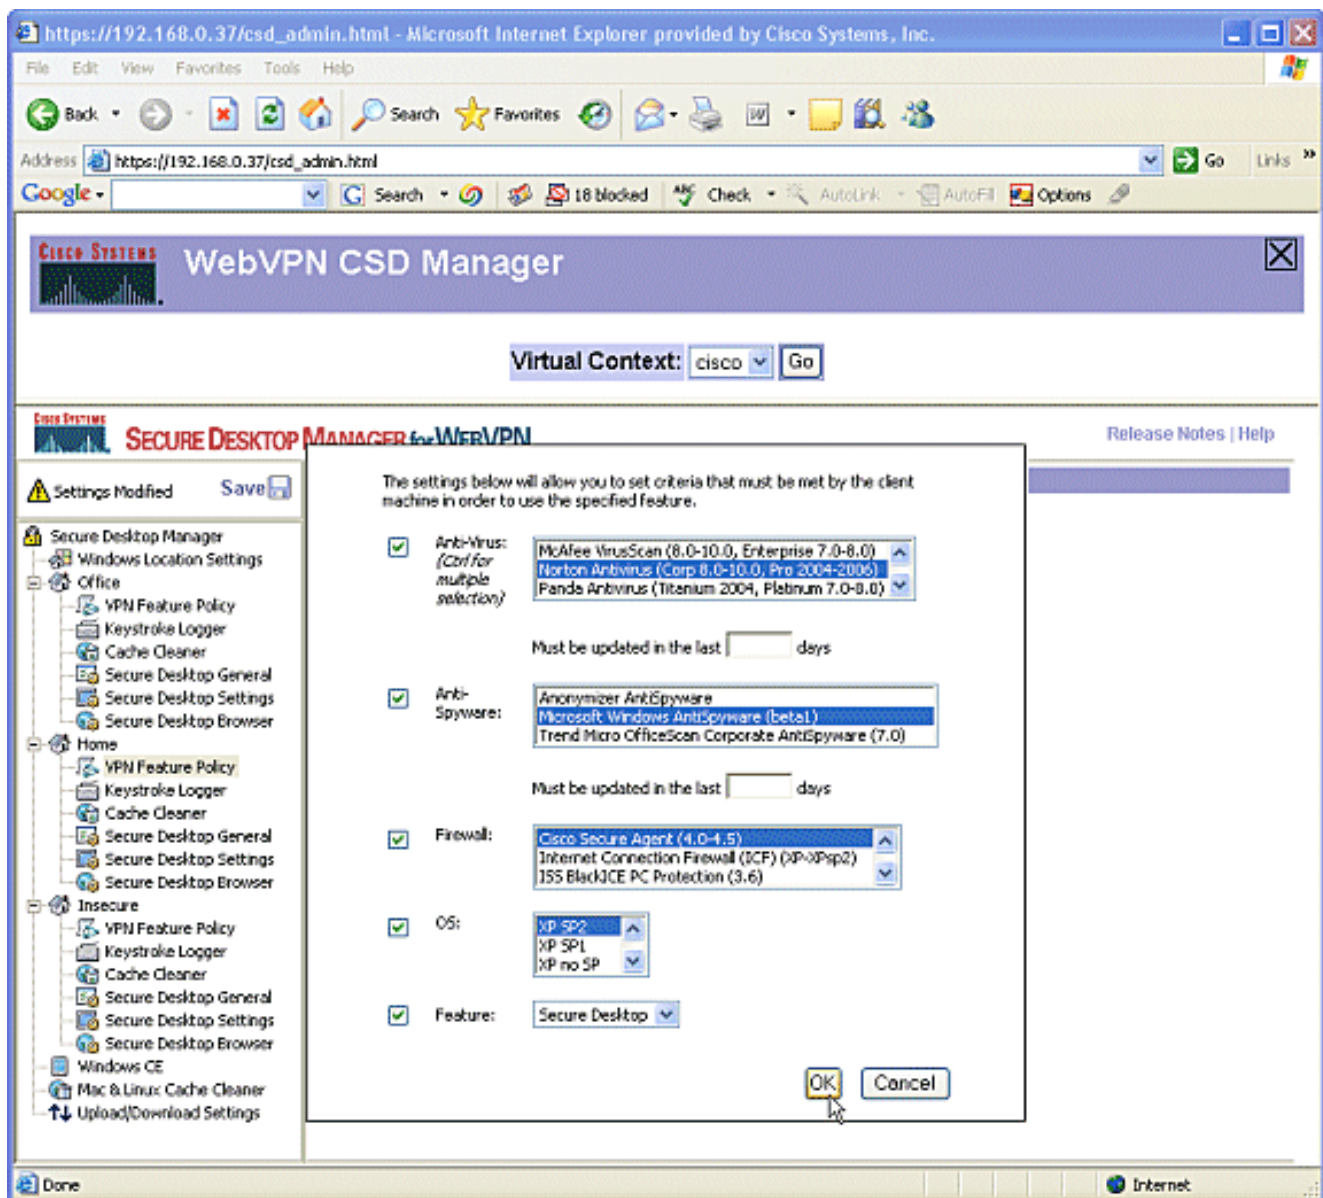 https://192.168.0.37/csd_admin.html - Microsoft Internet Explorer provided by Cisco Systems, Inc.
File Edit View Favorites Tools Help
Back Search Favorites
Address https://192.168.0.37/csd_admin.html Go Links »
Google Search 18 blocked ABC Check AutoLink AutoFill Options
CISCO SYSTEMS WebVPN CSD Manager
Virtual Context: cisco Go
CISCO SYSTEMS SECURE DESKTOP MANAGER for WEBVPN Release Notes | Help
Settings Modified Save
Secure Desktop Manager
Windows Location Settings
Office
VPN Feature Policy
Keystroke Logger
Cache Cleaner
Secure Desktop General
Secure Desktop Settings
Secure Desktop Browser
Home
VPN Feature Policy
Keystroke Logger
Cache Cleaner
Secure Desktop General
Secure Desktop Settings
Secure Desktop Browser
Insecure
VPN Feature Policy
Keystroke Logger
Cache Cleaner
Secure Desktop General
Secure Desktop Settings
Secure Desktop Browser
Windows CE
Mac & Linux Cache Cleaner
Upload/Download Settings
The settings below will allow you to set criteria that must be met by the client
machine in order to use the specified feature.
Anti-Virus:
(Ctrl for
multiple
selection)
McAfee VirusScan (8.0-10.0, Enterprise 7.0-8.0)
Norton Antivirus (Corp 8.0-10.0, Pro 2004-2006)
Panda Antivirus (Titanium 2004, Platinum 7.0-8.0)
Must be updated in the last days
Anti-
Spyware:
Anonymizer AntiSpyware
Microsoft Windows AntiSpyware (beta1)
Trend Micro OfficeScan Corporate AntiSpyware (7.0)
Must be updated in the last days
Firewall:
Cisco Secure Agent (4.0-4.5)
Internet Connection Firewall (ICF) (XP-XPsp2)
ISS BlackICE PC Protection (3.6)
OS:
XP SP2
XP SP1
XP no SP
Feature: Secure Desktop
OK Cancel
Done Internet